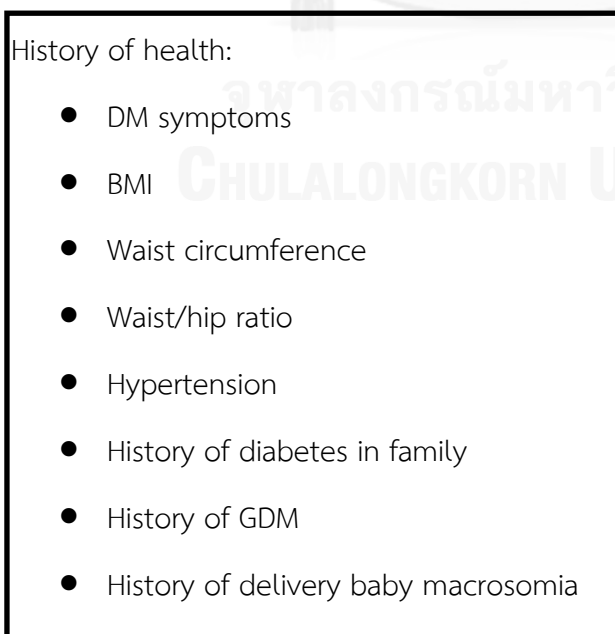 History of health:
จุฬาลงกรณ์มหาวิ
● DM symptoms
● BMI
CHULALONGKORN U
● Waist circumference
● Waist/hip ratio
● Hypertension
● History of diabetes in family
● History of GDM
● History of delivery baby macrosomia